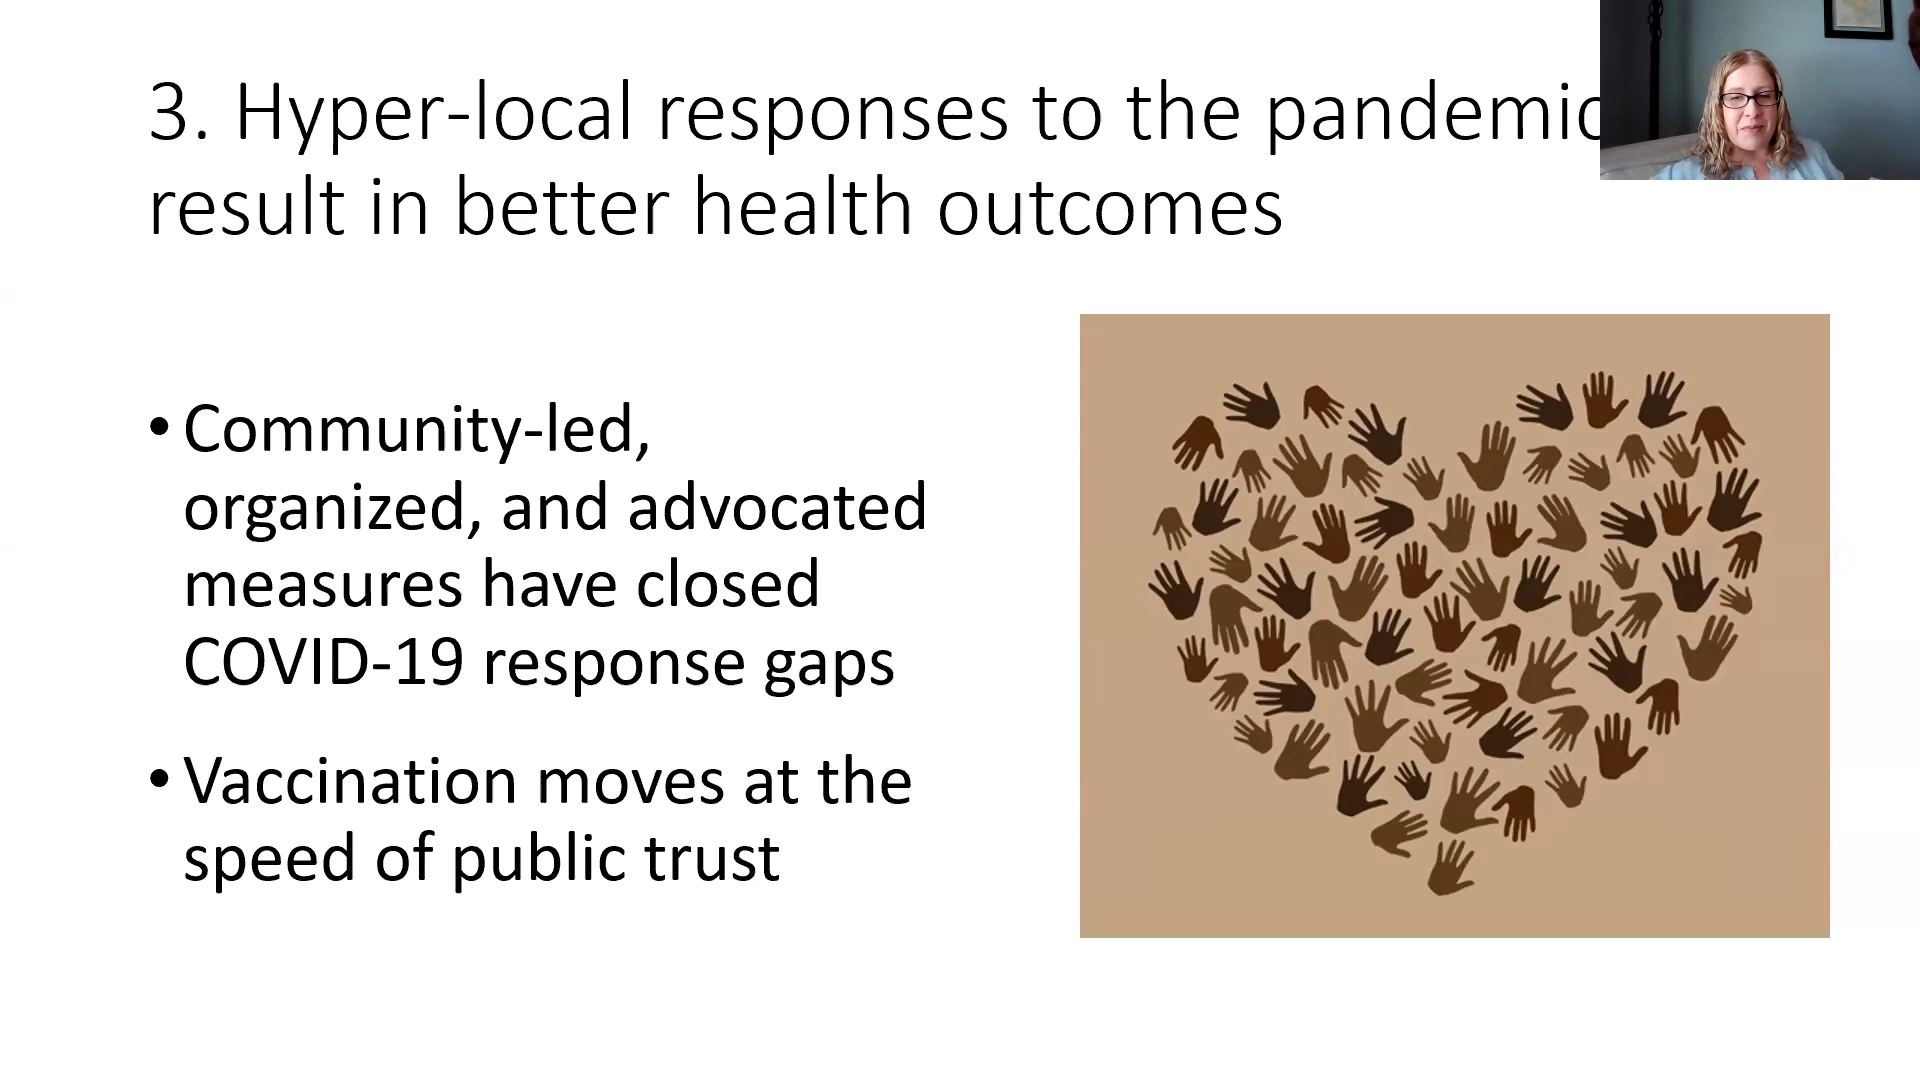 3. Hyper-local responses to the pandemic
result in better health outcomes
• Community-led,
organized, and advocated
measures have closed
COVID-19 response gaps
• Vaccination moves at the
speed of public trust